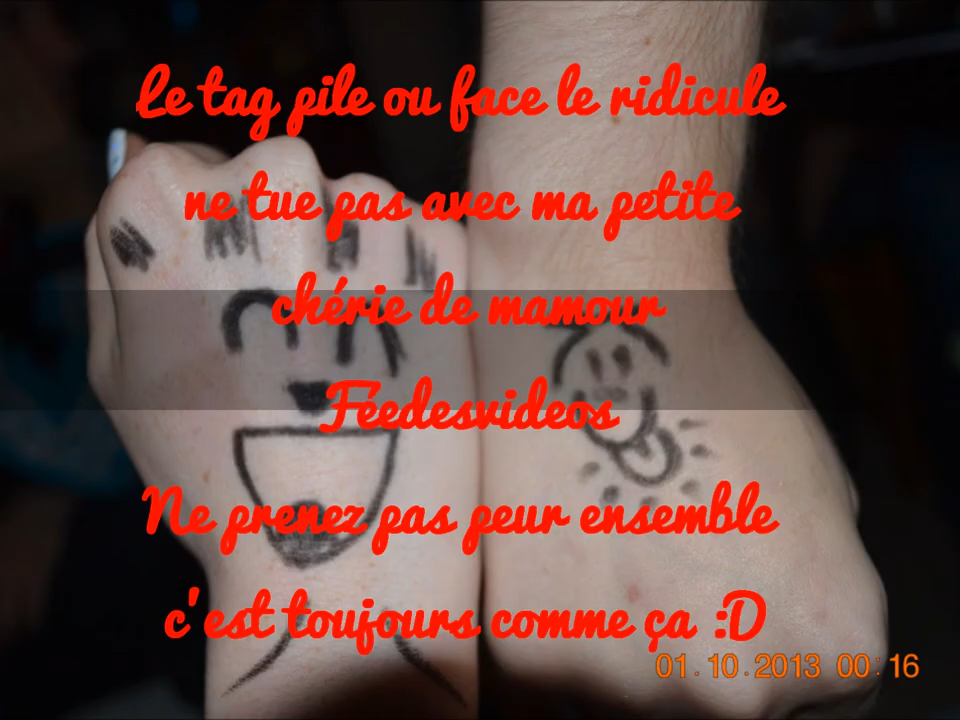 Le tag pile ou face le ridicule
ne tue pas avec ma petite
chérie de mamour
Féedesvideos
Ne prenez pas peur ensemble
c'est toujours comme ça :D
01.10.2013 00:16